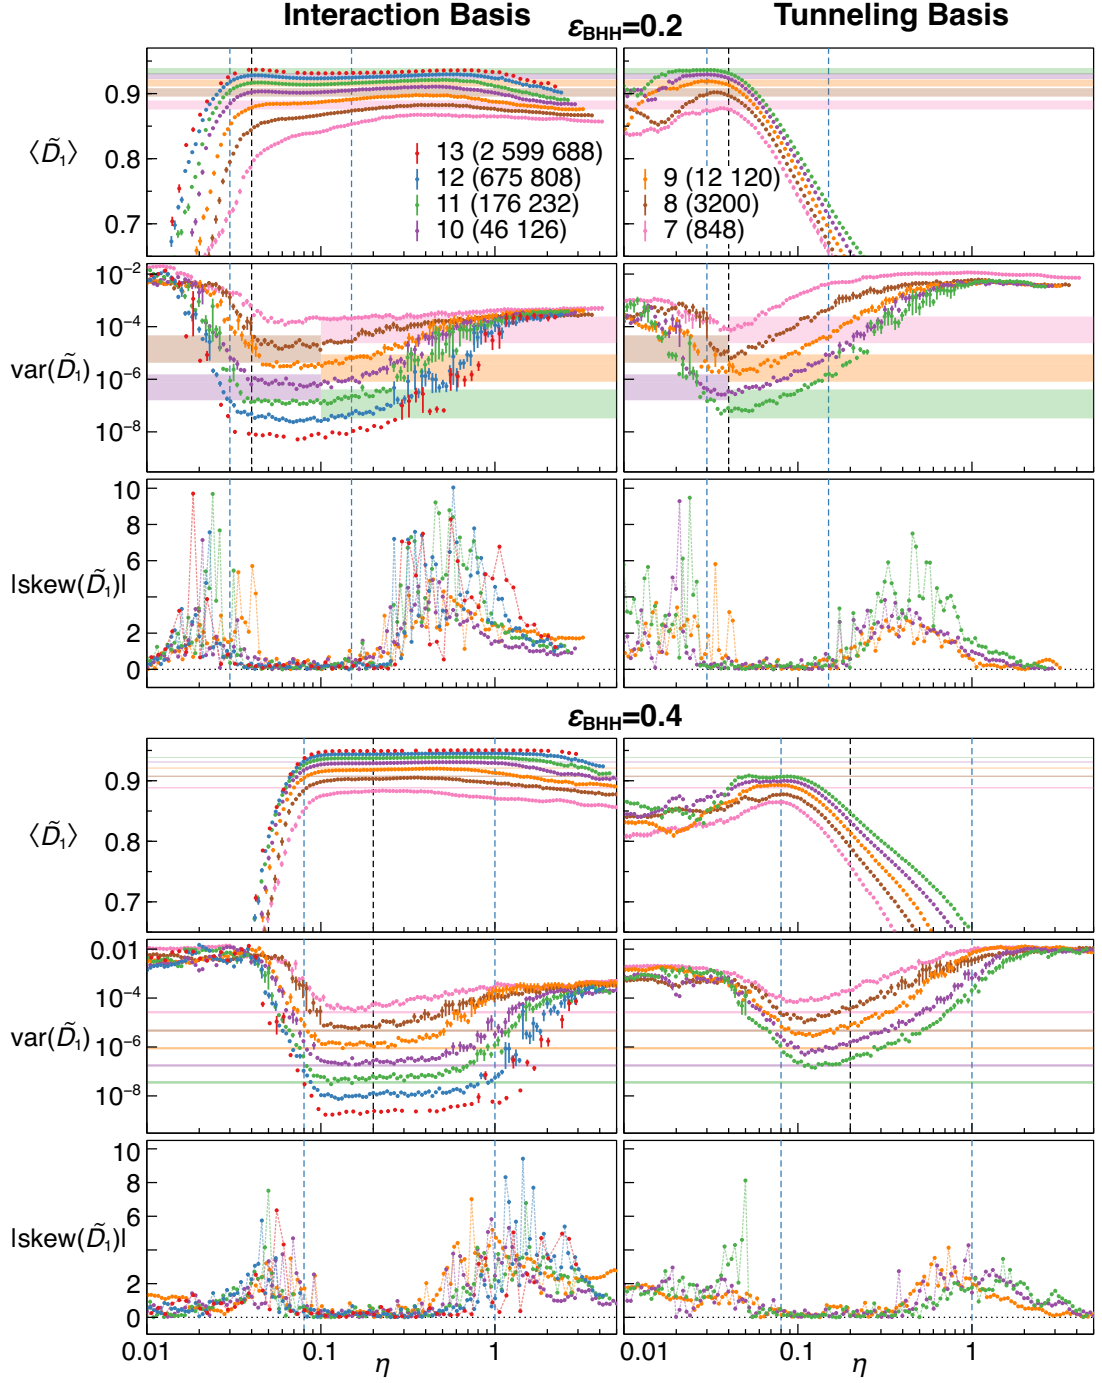 Interaction Basis
Tunneling Basis
εBHH=0.2
0.9
0.8
0.7
⟨D̃₁⟩
13 (2 599 688)
12 (675 808)
11 (176 232)
10 (46 126)
9 (12 120)
8 (3200)
7 (848)
10⁻²
10⁻⁴
10⁻⁶
10⁻⁸
var(D̃₁)
10
8
6
2
0
|skew(D̃₁)|
εBHH=0.4
0.9
0.8
0.7
⟨D̃₁⟩
0.01
10⁻⁴
10⁻⁶
10⁻⁸
var(D̃₁)
10
8
6
2
0
|skew(D̃₁)|
0.01 0.1 1 0.1 1
η η